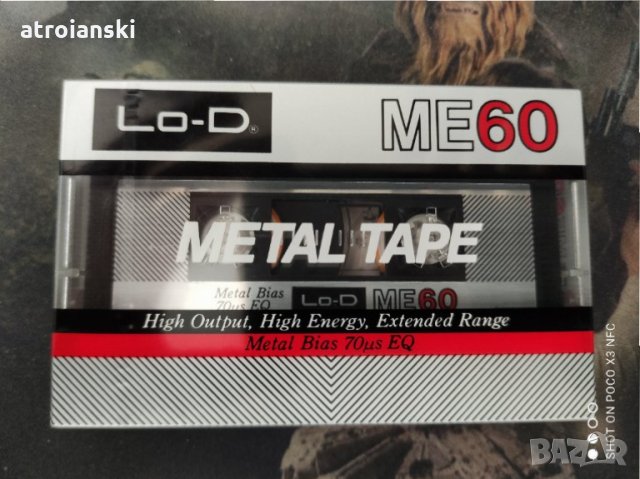 atroianski
Lo-D®
ME60
METAL TAPE
Metal Bias
70µs EQ
Lo-D
ME60
High Output, High Energy, Extended Range
Metal Bias 70µs EQ
SHOT ON POCO X3 NFC
BAZAR